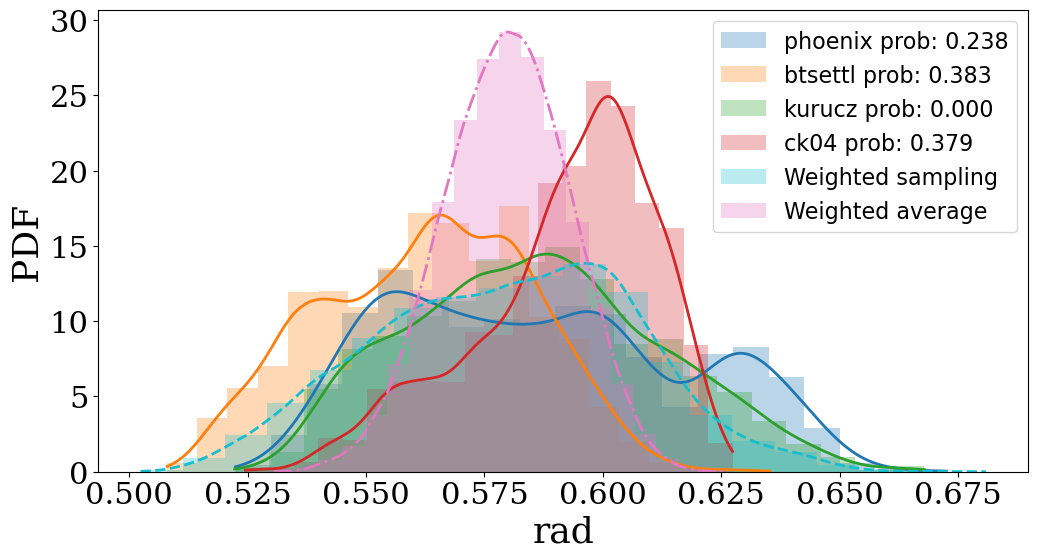 30
25
20
15
10
5
0
PDF
phoenix prob: 0.238
btsettl prob: 0.383
kurucz prob: 0.000
ck04 prob: 0.379
Weighted sampling
Weighted average
0.500 0.525 0.550 0.575 0.600 0.625 0.650 0.675
rad